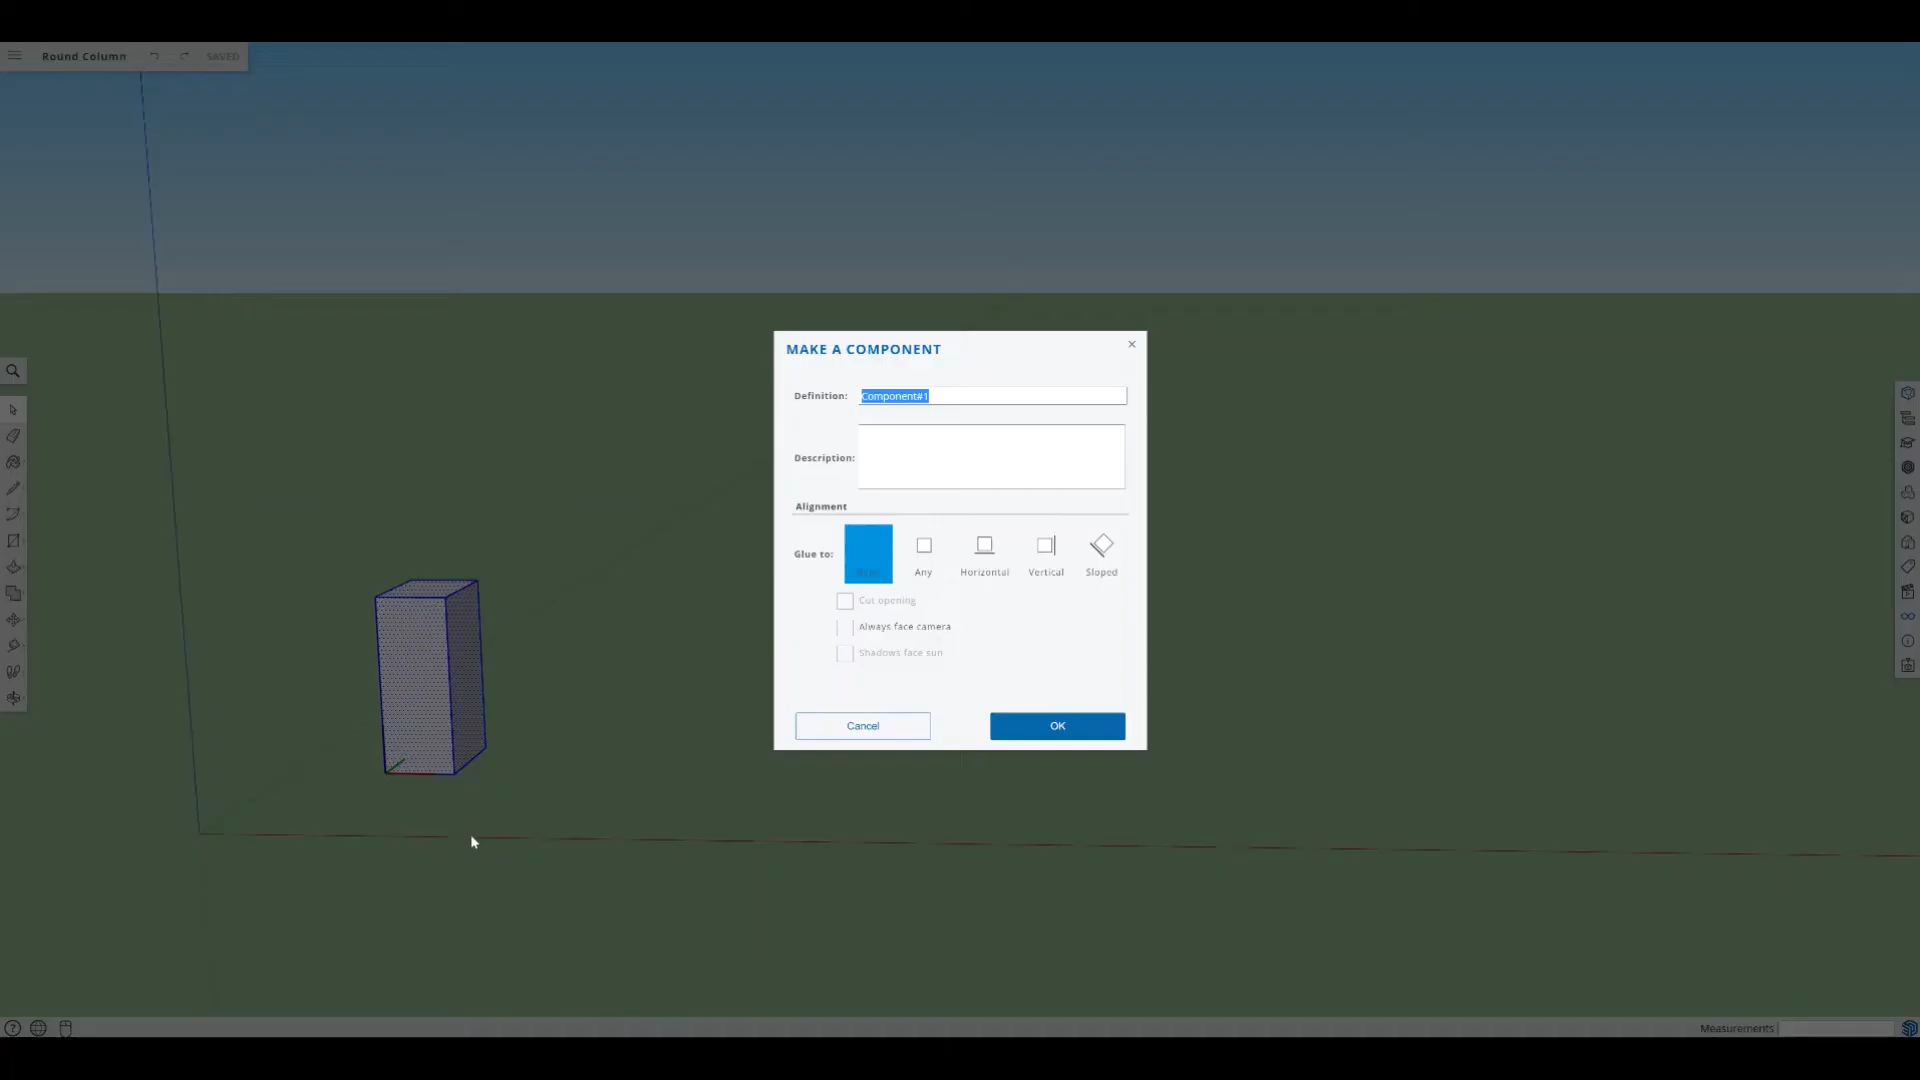 Round Column
SAVED
MAKE A COMPONENT
Definition: Component#1
Description:
Alignment
Glue to:
Any
Horizontal
Vertical
Sloped
Cut opening
Always face camera
Shadows face sun
Cancel
OK
Measurements